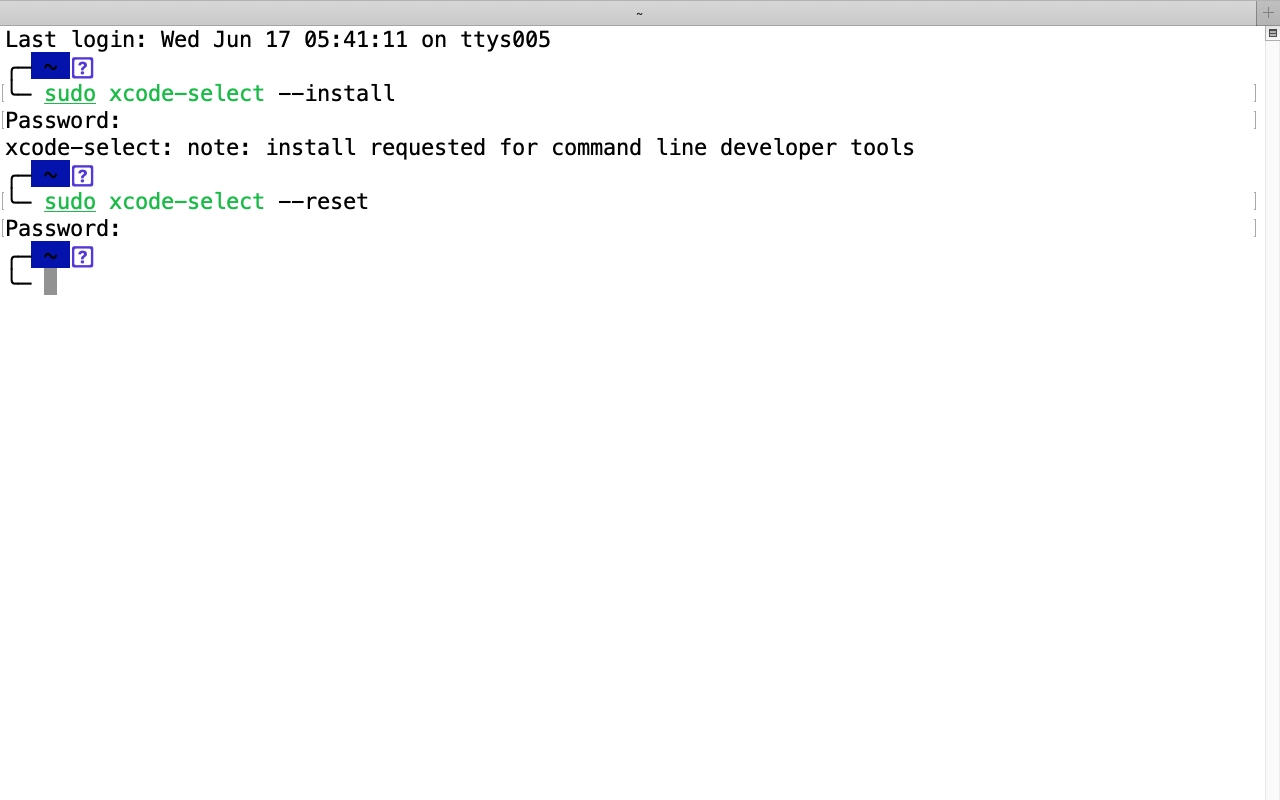 ~
Last login: Wed Jun 17 05:41:11 on ttys005
~ ?
sudo xcode-select --install
Password:
xcode-select: note: install requested for command line developer tools
~ ?
sudo xcode-select --reset
Password:
~ ?